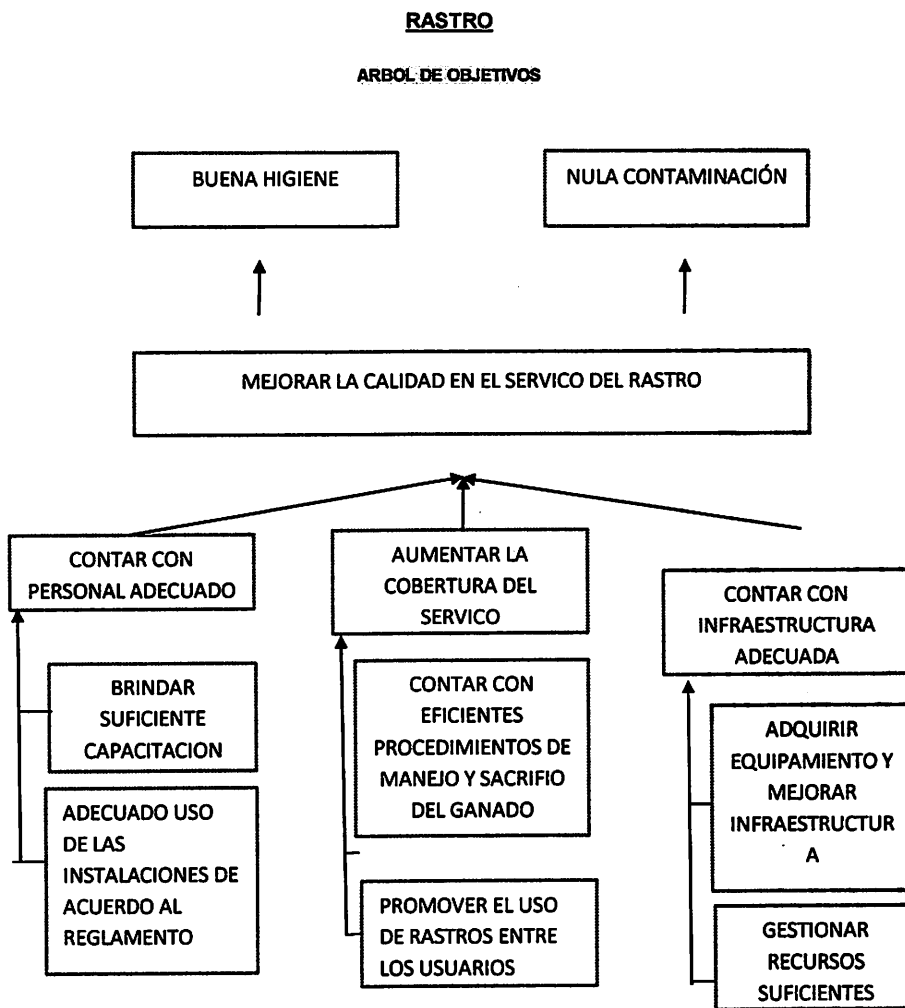 RASTRO
ARBOL DE OBJETIVOS
BUENA HIGIENE
NULA CONTAMINACIÓN
MEJORAR LA CALIDAD EN EL SERVICO DEL RASTRO
CONTAR CON
PERSONAL ADECUADO
BRINDAR
SUFICIENTE
CAPACITACION
ADECUADO USO
DE LAS
INSTALACIONES DE
ACUERDO AL
REGLAMENTO
AUMENTAR LA
COBERTURA DEL
SERVICO
CONTAR CON
EFICIENTES
PROCEDIMIENTOS DE
MANEJO Y SACRIFIO
DEL GANADO
PROMOVER EL USO
DE RASTROS ENTRE
LOS USUARIOS
CONTAR CON
INFRAESTRUCTURA
ADECUADA
ADQUIRIR
EQUIPAMIENTO Y
MEJORAR
INFRAESTRUCTUR
A
GESTIONAR
RECURSOS
SUFICIENTES